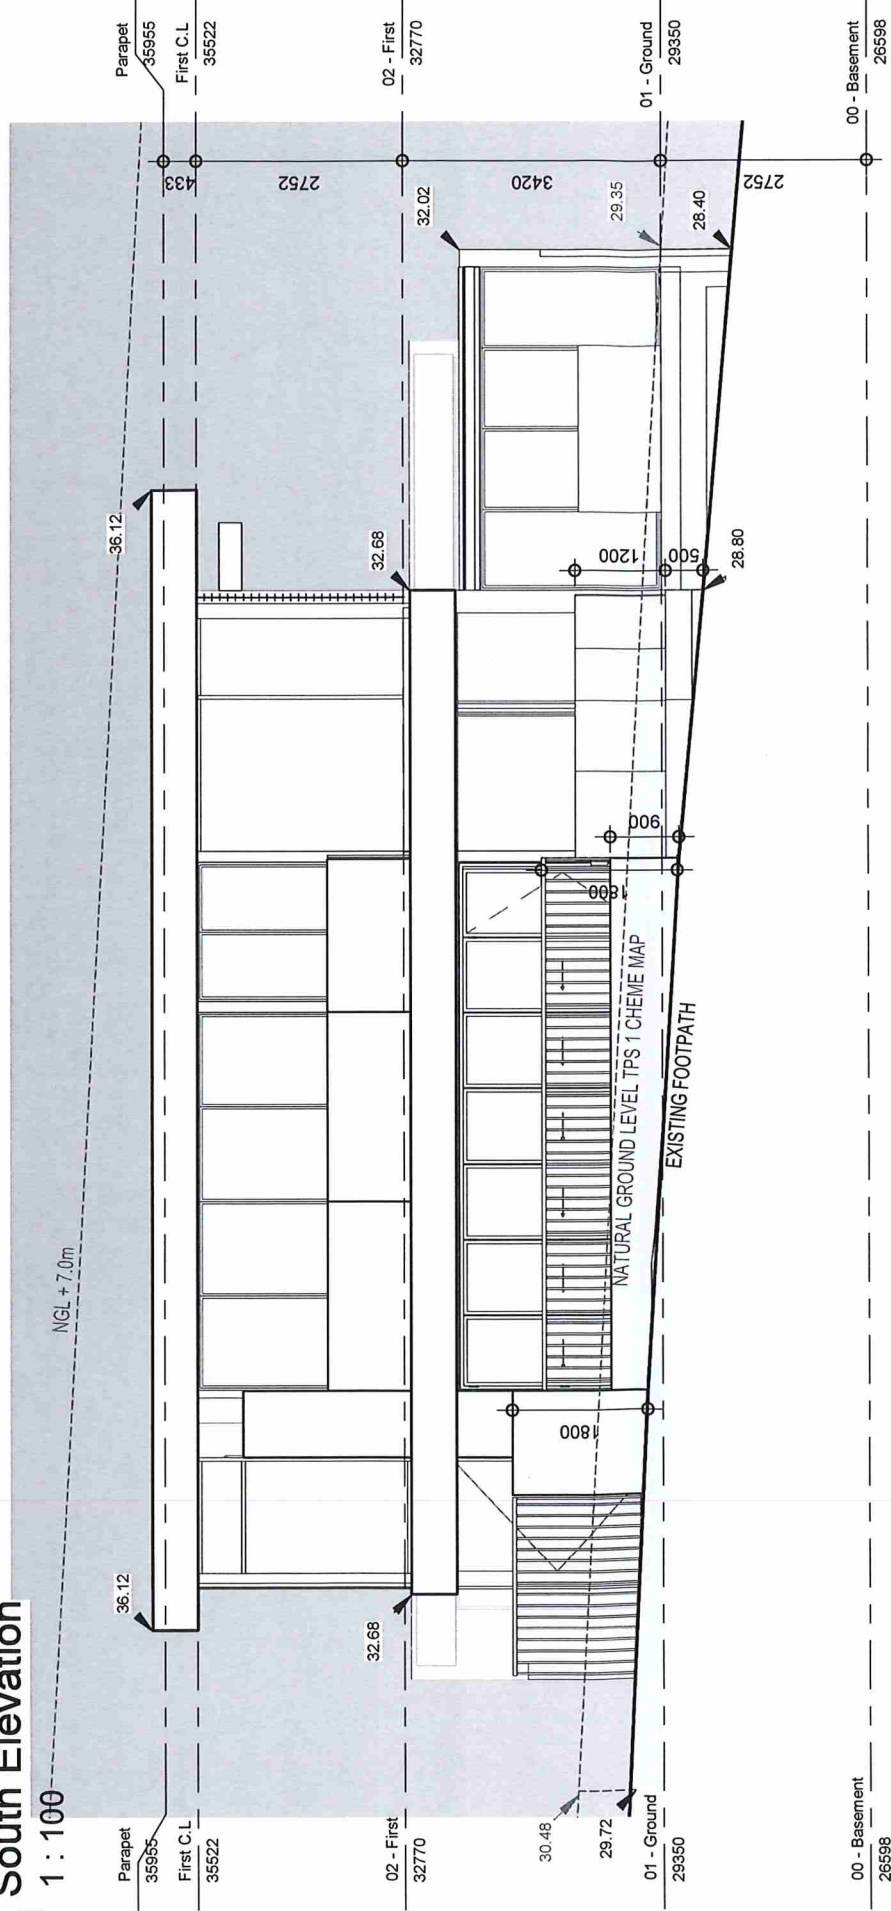 South Elevation
1 : 100
Parapet
35955
First C.L
35522
02 - First
32770
01 - Ground
29350
00 - Basement
26598
NGL + 7.0m
36.12
36.12
32.68
32.68
32.02
29.35
28.40
28.80
30.48
29.72
433
2752
3420
2752
1200
500
900
1800
1800
NATURAL GROUND LEVEL TPS 1 CHEME MAP
EXISTING FOOTPATH
Parapet
35955
First C.L
35522
02 - First
32770
01 - Ground
29350
00 - Basement
26598